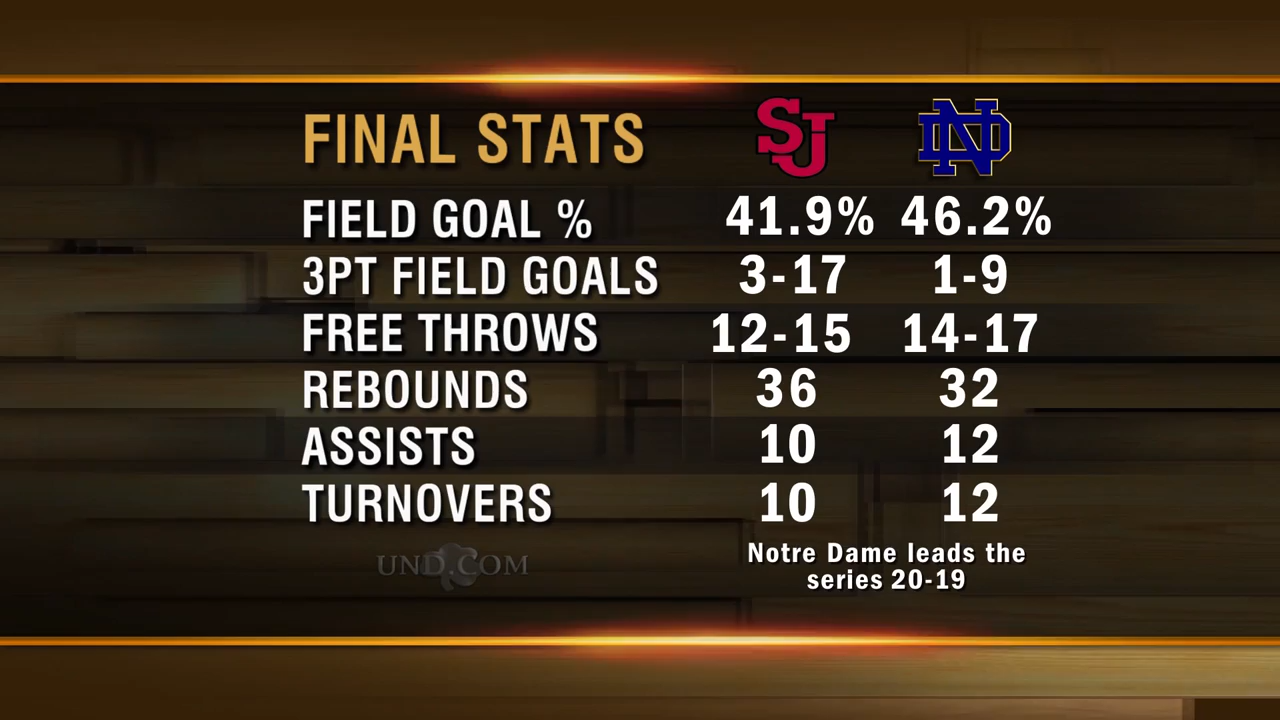 FINAL STATS SJ ND
FIELD GOAL % 41.9% 46.2%
3PT FIELD GOALS 3-17 1-9
FREE THROWS 12-15 14-17
REBOUNDS 36 32
ASSISTS 10 12
TURNOVERS 10 12
UND.COM
Notre Dame leads the
series 20-19